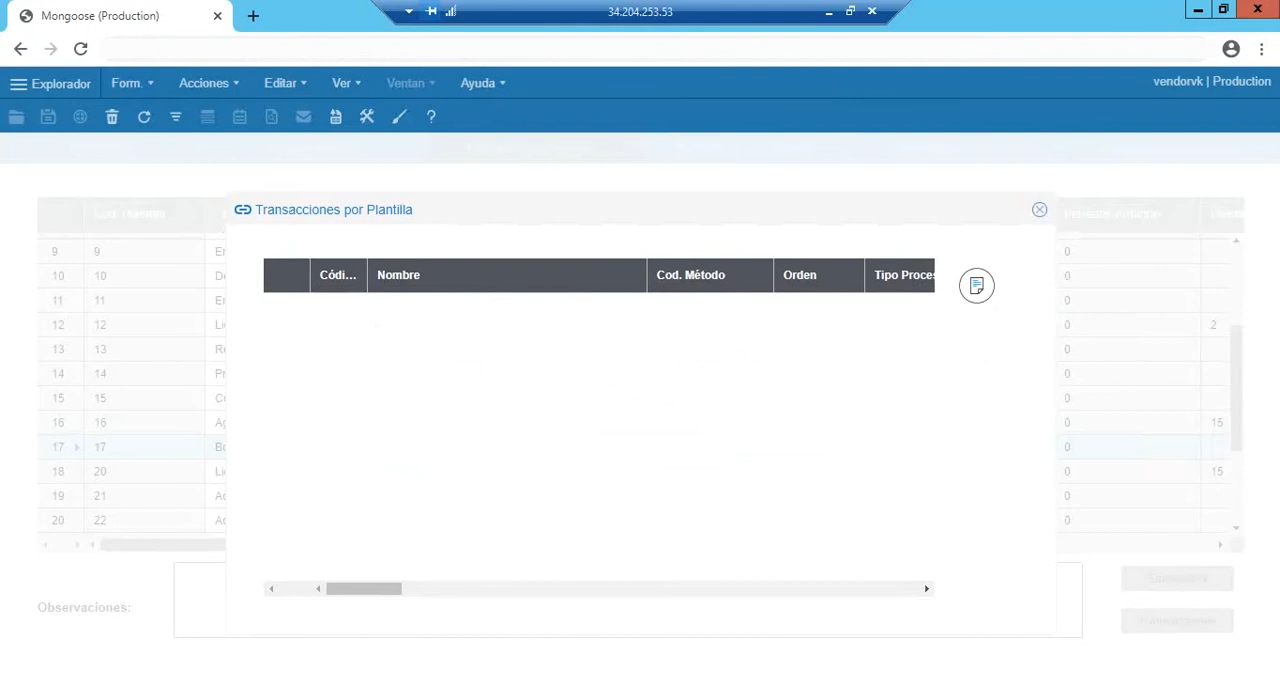 Mongoose (Production)
34.204.253.53
Explorador
Form.
Acciones
Editar
Ver
Ventan
Ayuda
vendorvk | Production
Transacciones por Plantilla
Códi...
Nombre
Cod. Método
Orden
Tipo Proces
9 9 0
10 10 0
11 11 0
12 12 Li 0 2
13 13 0
14 14 0
15 15 0
16 16 0 15
17 17 0
18 20 Li 0 15
19 21 0
20 22 0
Observaciones: